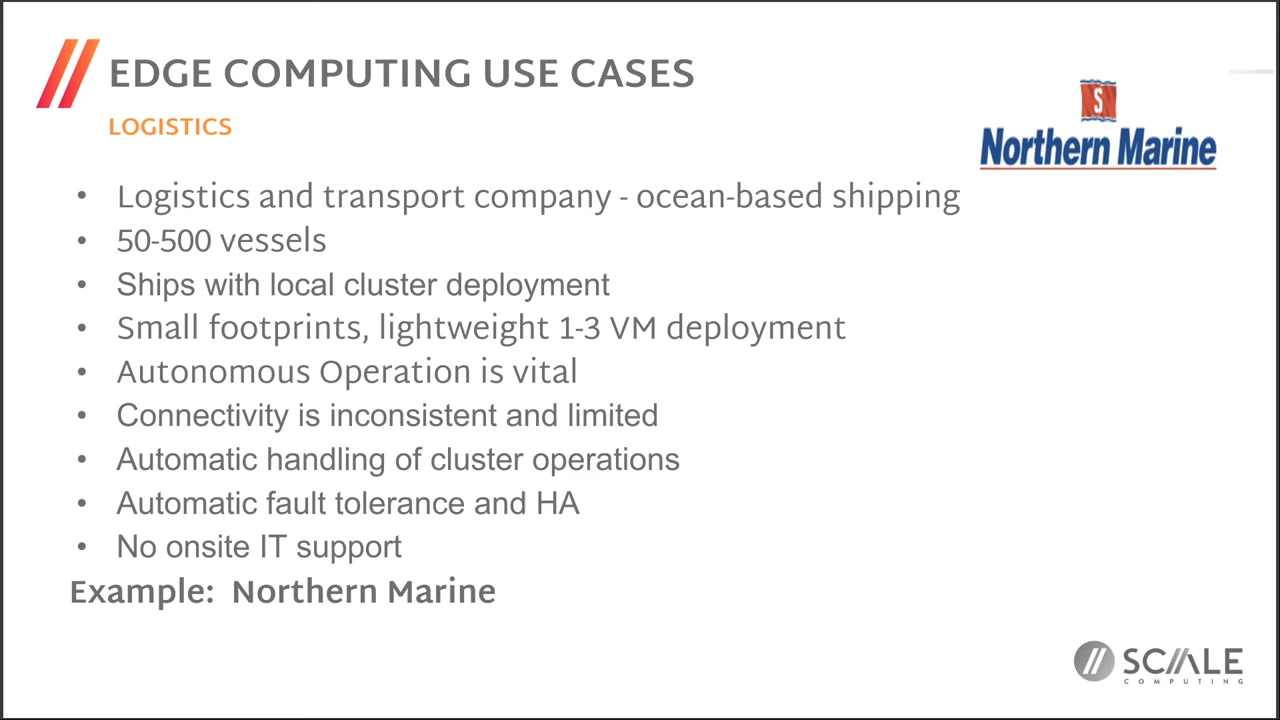 EDGE COMPUTING USE CASES
LOGISTICS
S
Northern Marine
• Logistics and transport company - ocean-based shipping
• 50-500 vessels
• Ships with local cluster deployment
• Small footprints, lightweight 1-3 VM deployment
• Autonomous Operation is vital
• Connectivity is inconsistent and limited
• Automatic handling of cluster operations
• Automatic fault tolerance and HA
• No onsite IT support
Example: Northern Marine
SCALE
COMPUTING